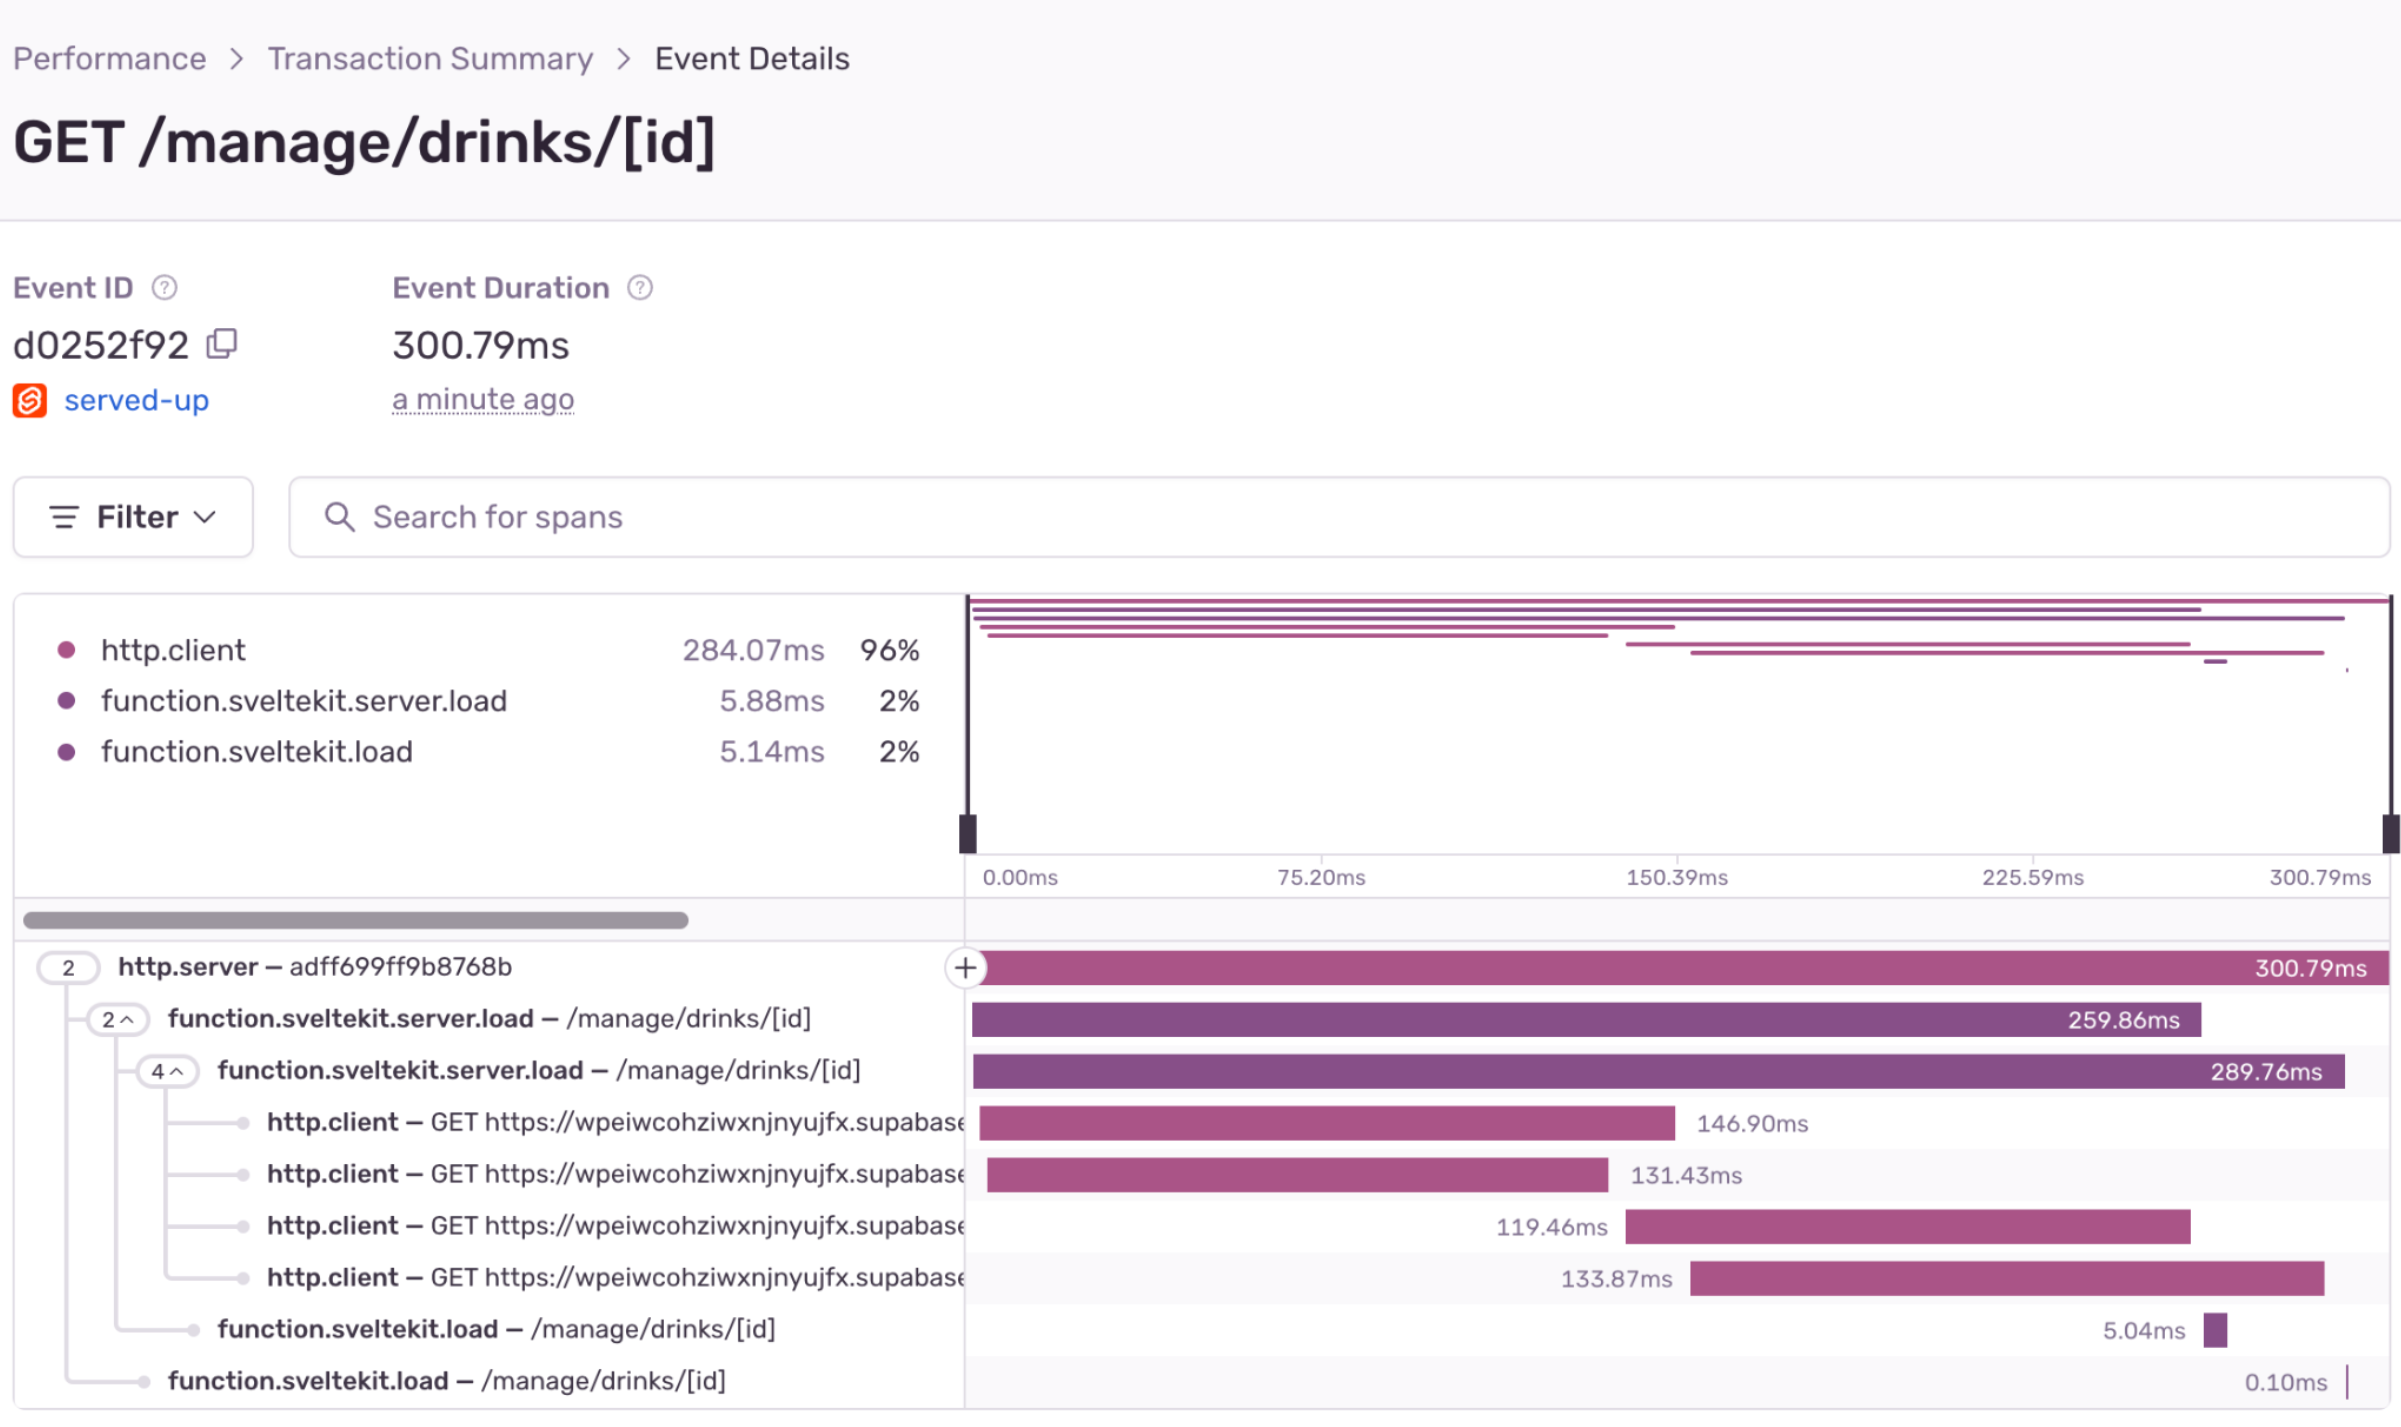 Performance > Transaction Summary > Event Details
GET /manage/drinks/[id]
Event ID ? Event Duration ?
d0252f92 300.79ms
served-up a minute ago
Filter Search for spans
http.client 284.07ms 96%
function.sveltekit.server.load 5.88ms 2%
function.sveltekit.load 5.14ms 2%
0.00ms 75.20ms 150.39ms 225.59ms 300.79ms
2 http.server — adff699ff9b8768b + 300.79ms
2 function.sveltekit.server.load — /manage/drinks/[id] 259.86ms
4 function.sveltekit.server.load — /manage/drinks/[id] 289.76ms
http.client — GET https://wpeiwcohziwxnjnyujfx.supabase 146.90ms
http.client — GET https://wpeiwcohziwxnjnyujfx.supabase 131.43ms
http.client — GET https://wpeiwcohziwxnjnyujfx.supabase 119.46ms
http.client — GET https://wpeiwcohziwxnjnyujfx.supabase 133.87ms
function.sveltekit.load — /manage/drinks/[id] 5.04ms
function.sveltekit.load — /manage/drinks/[id] 0.10ms